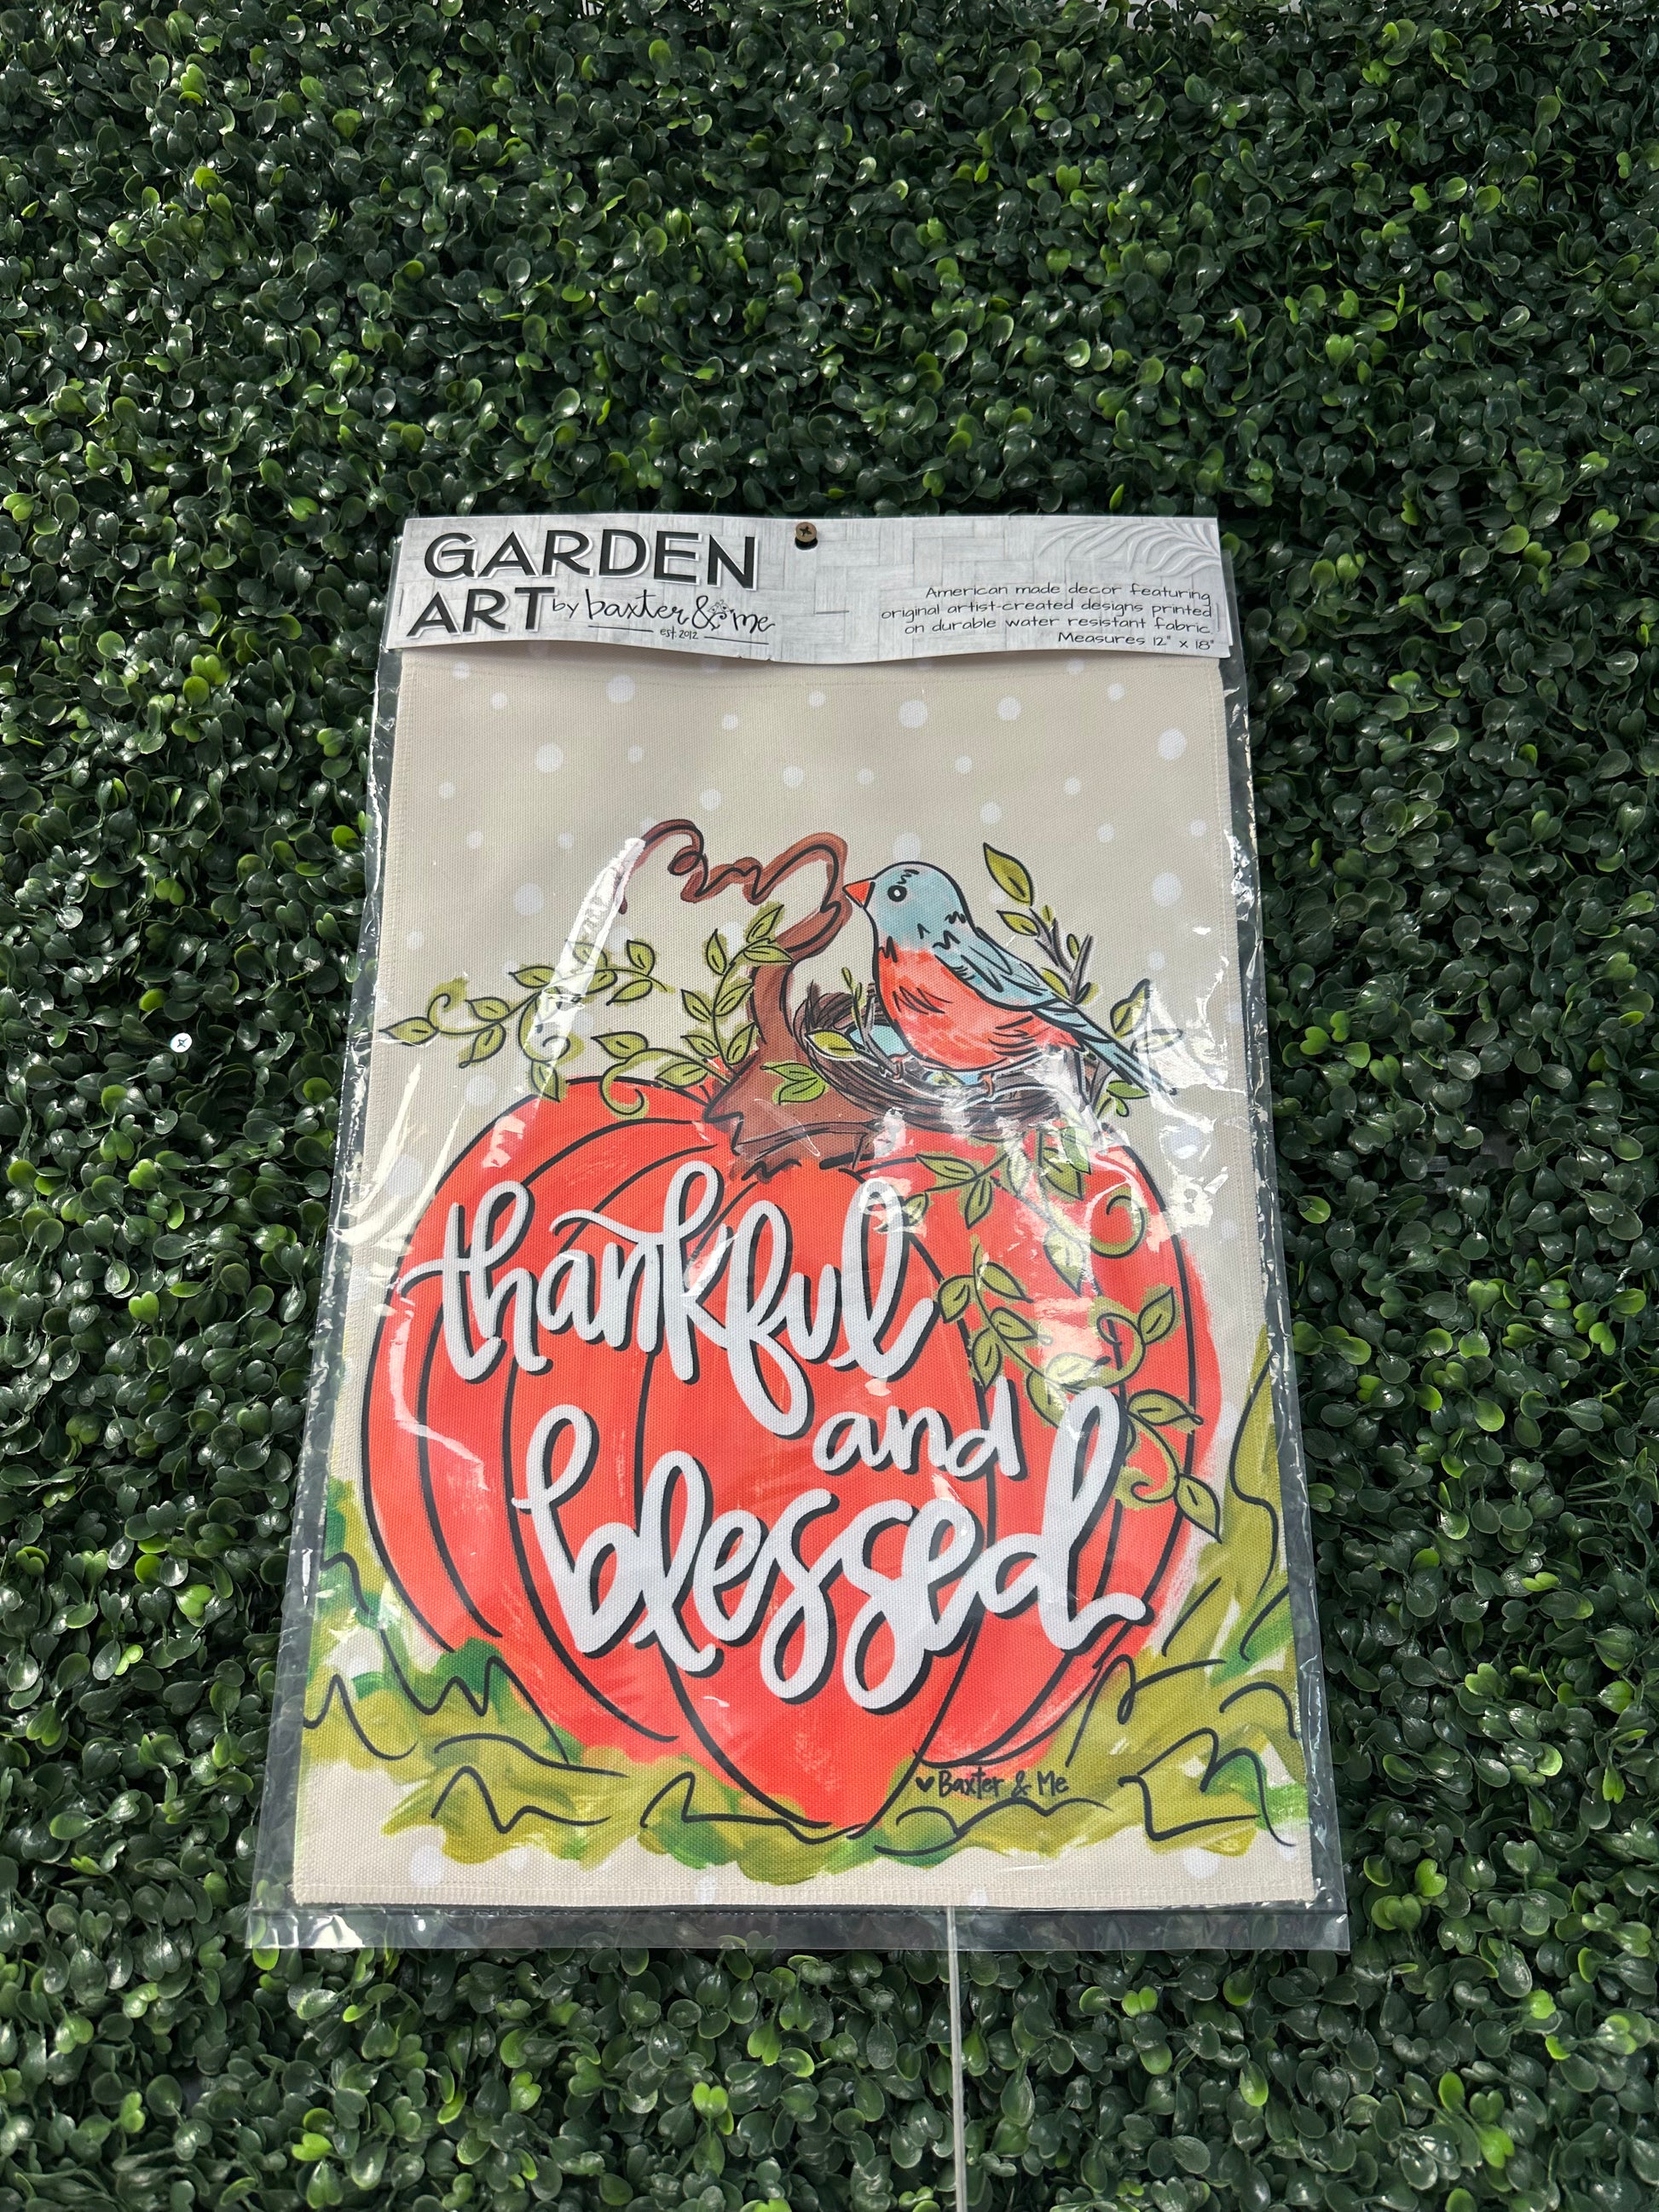 GARDEN
ART by baxter & me
est. 2012
American made decor featuring
original artist-created designs printed
on durable water resistant fabric.
Measures 12" x 18"
thankful
and
blessed
Baxter & Me